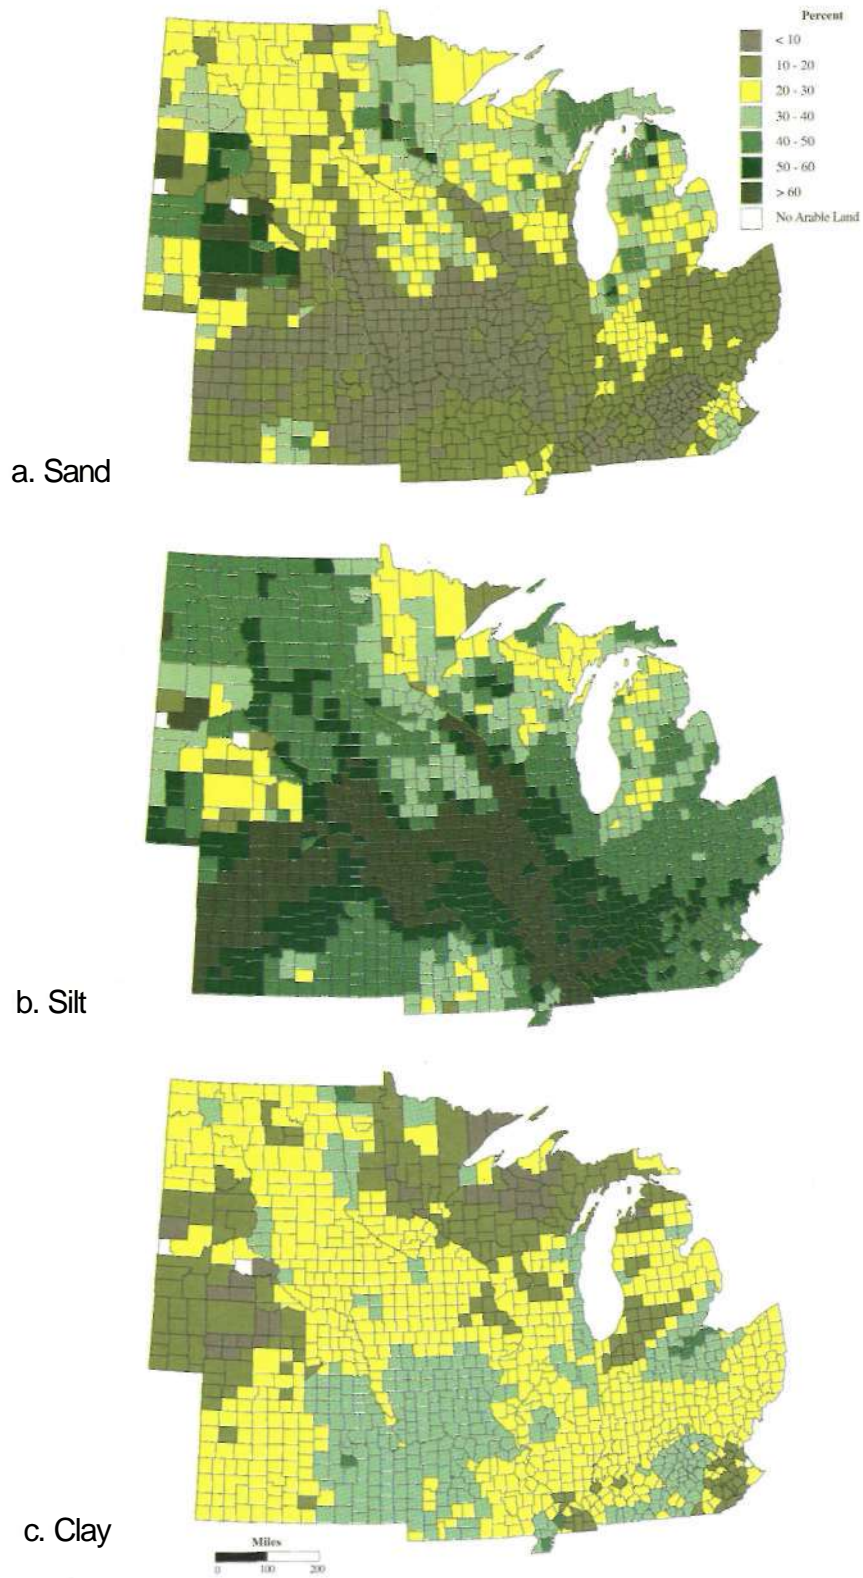 Percent
< 10
10 - 20
20 - 30
30 - 40
40 - 50
50 - 60
> 60
No Arable Land
a. Sand
b. Silt
c. Clay
Miles
0 100 200